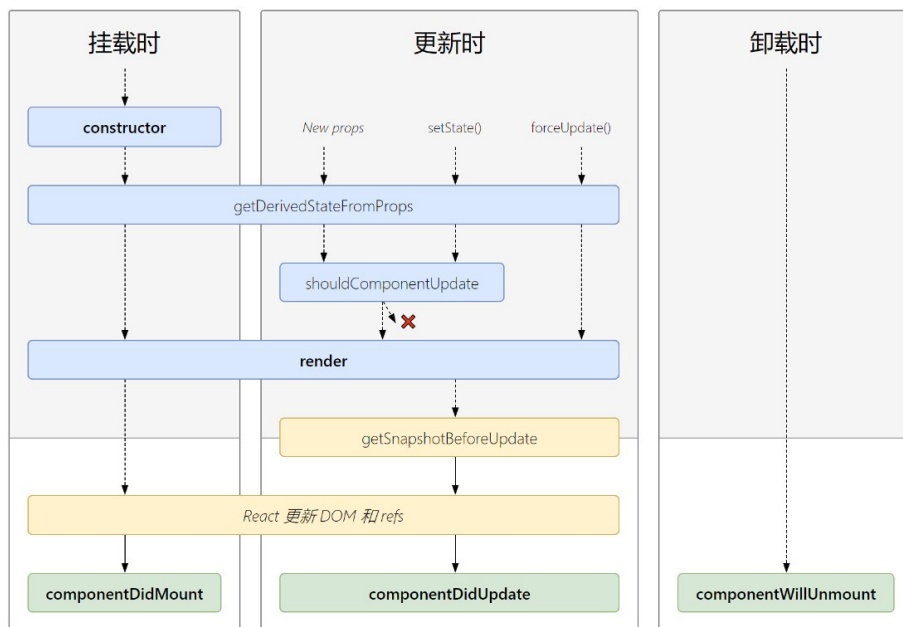 挂载时
更新时
卸载时
constructor
New props
setState()
forceUpdate()
getDerivedStateFromProps
shouldComponentUpdate
render
getSnapshotBeforeUpdate
React 更新 DOM 和 refs
componentDidMount
componentDidUpdate
componentWillUnmount